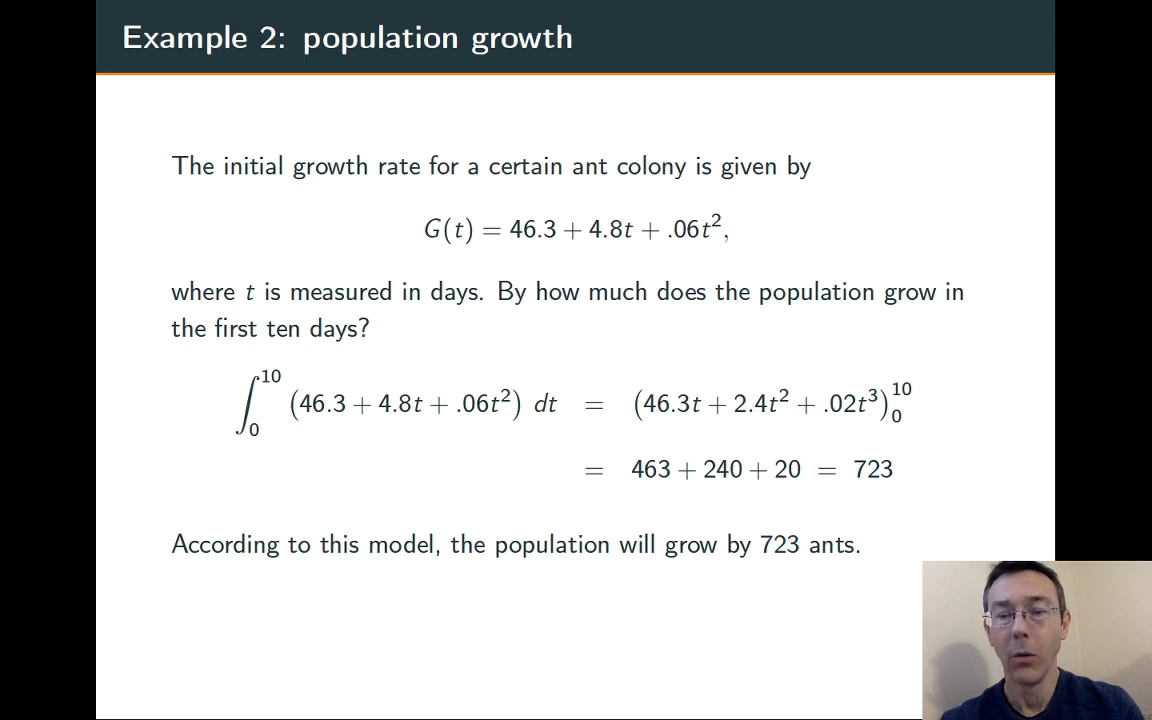 Example 2: population growth
The initial growth rate for a certain ant colony is given by
G(t) = 46.3 + 4.8t + .06t²,
where t is measured in days. By how much does the population grow in
the first ten days?
∫₀¹⁰ (46.3 + 4.8t + .06t²) dt = (46.3t + 2.4t² + .02t³)₀¹⁰
= 463 + 240 + 20 = 723
According to this model, the population will grow by 723 ants.